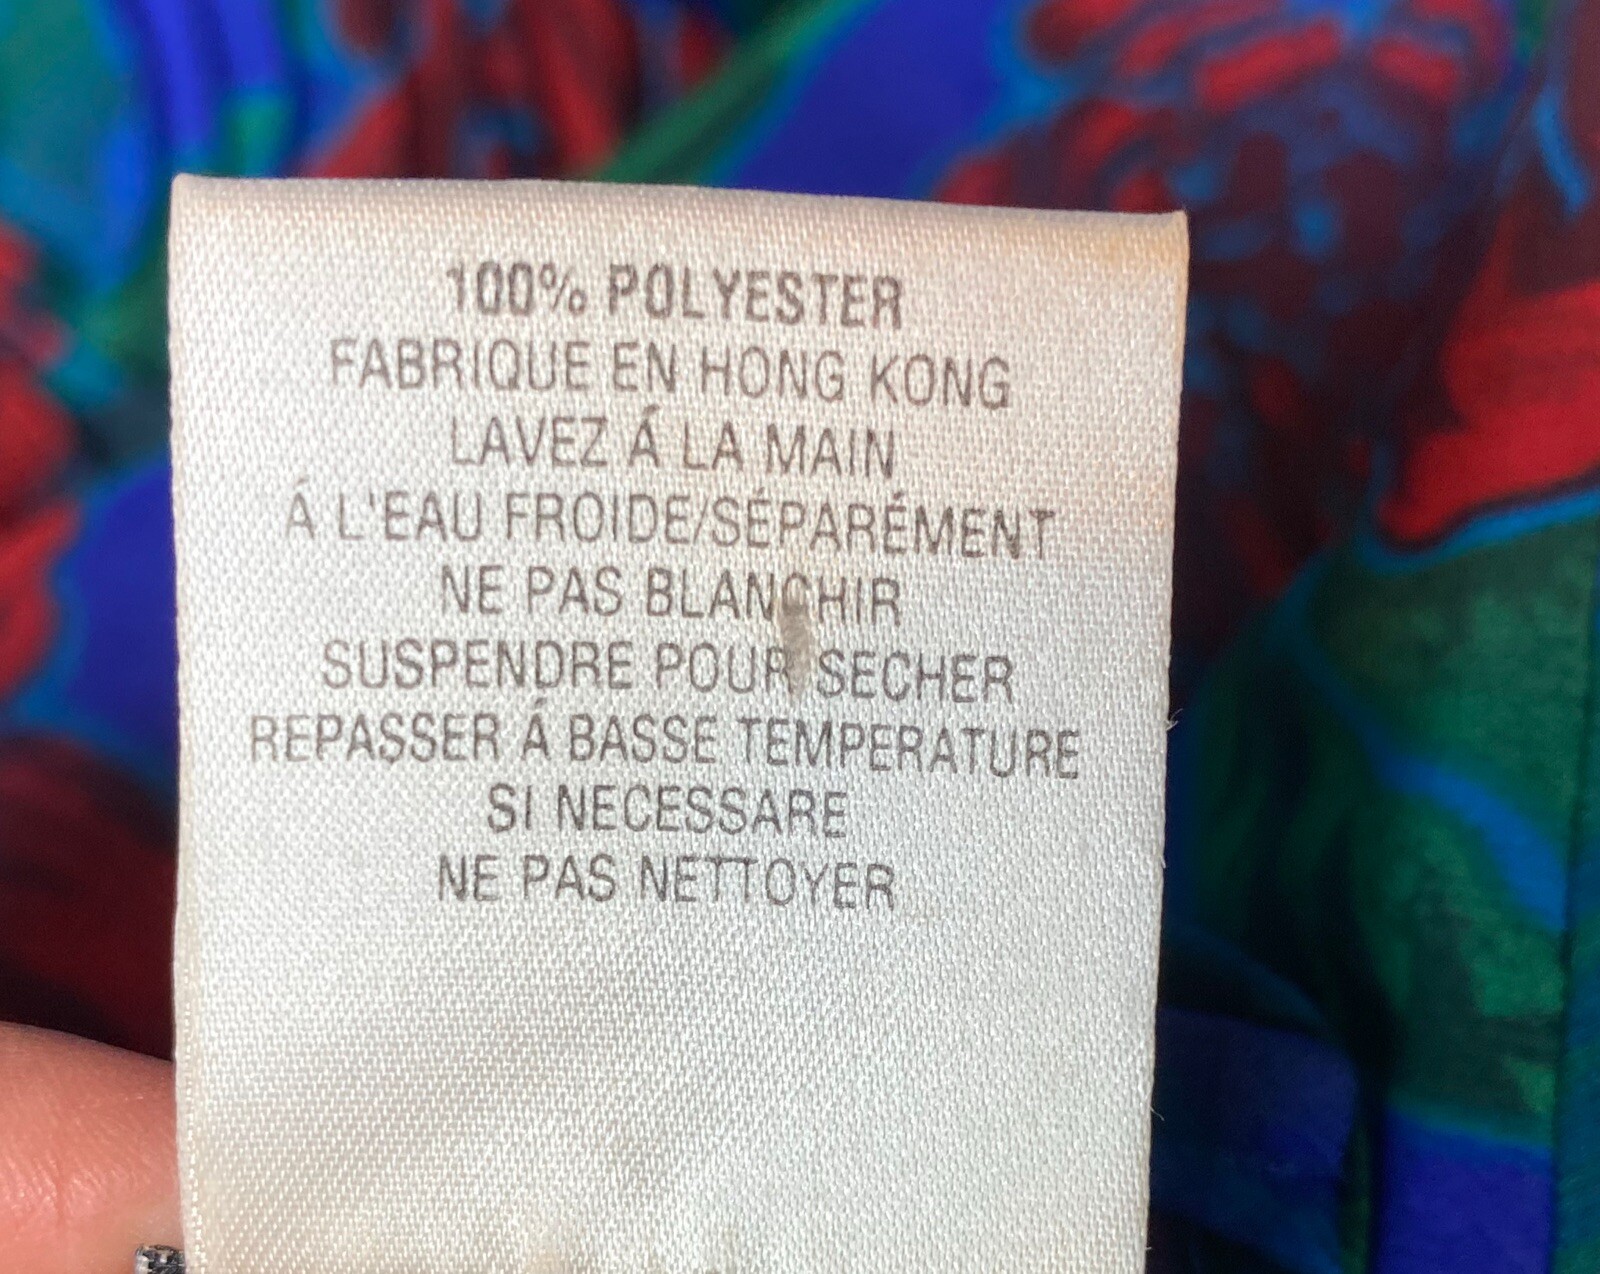 100% POLYESTER
FABRIQUE EN HONG KONG
LAVEZ Á LA MAIN
Á L'EAU FROIDE/SÉPARÉMENT
NE PAS BLANCHIR
SUSPENDRE POUR SECHER
REPASSER Á BASSE TEMPERATURE
SI NECESSARE
NE PAS NETTOYER